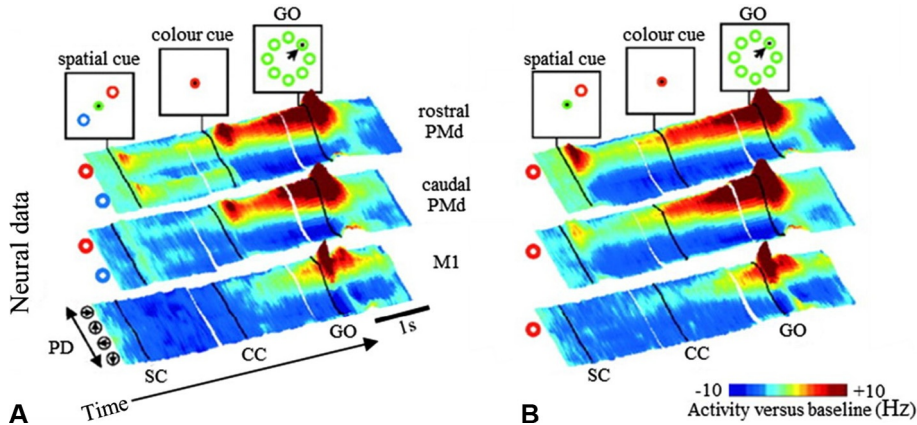 GO
colour cue
spatial cue
rostral
PMd
caudal
PMd
M1
Neural data
PD
1s
SC
CC
GO
Time
A
GO
colour cue
spatial cue
GO
CC
SC
-10
+10
Activity versus baseline (Hz)
B